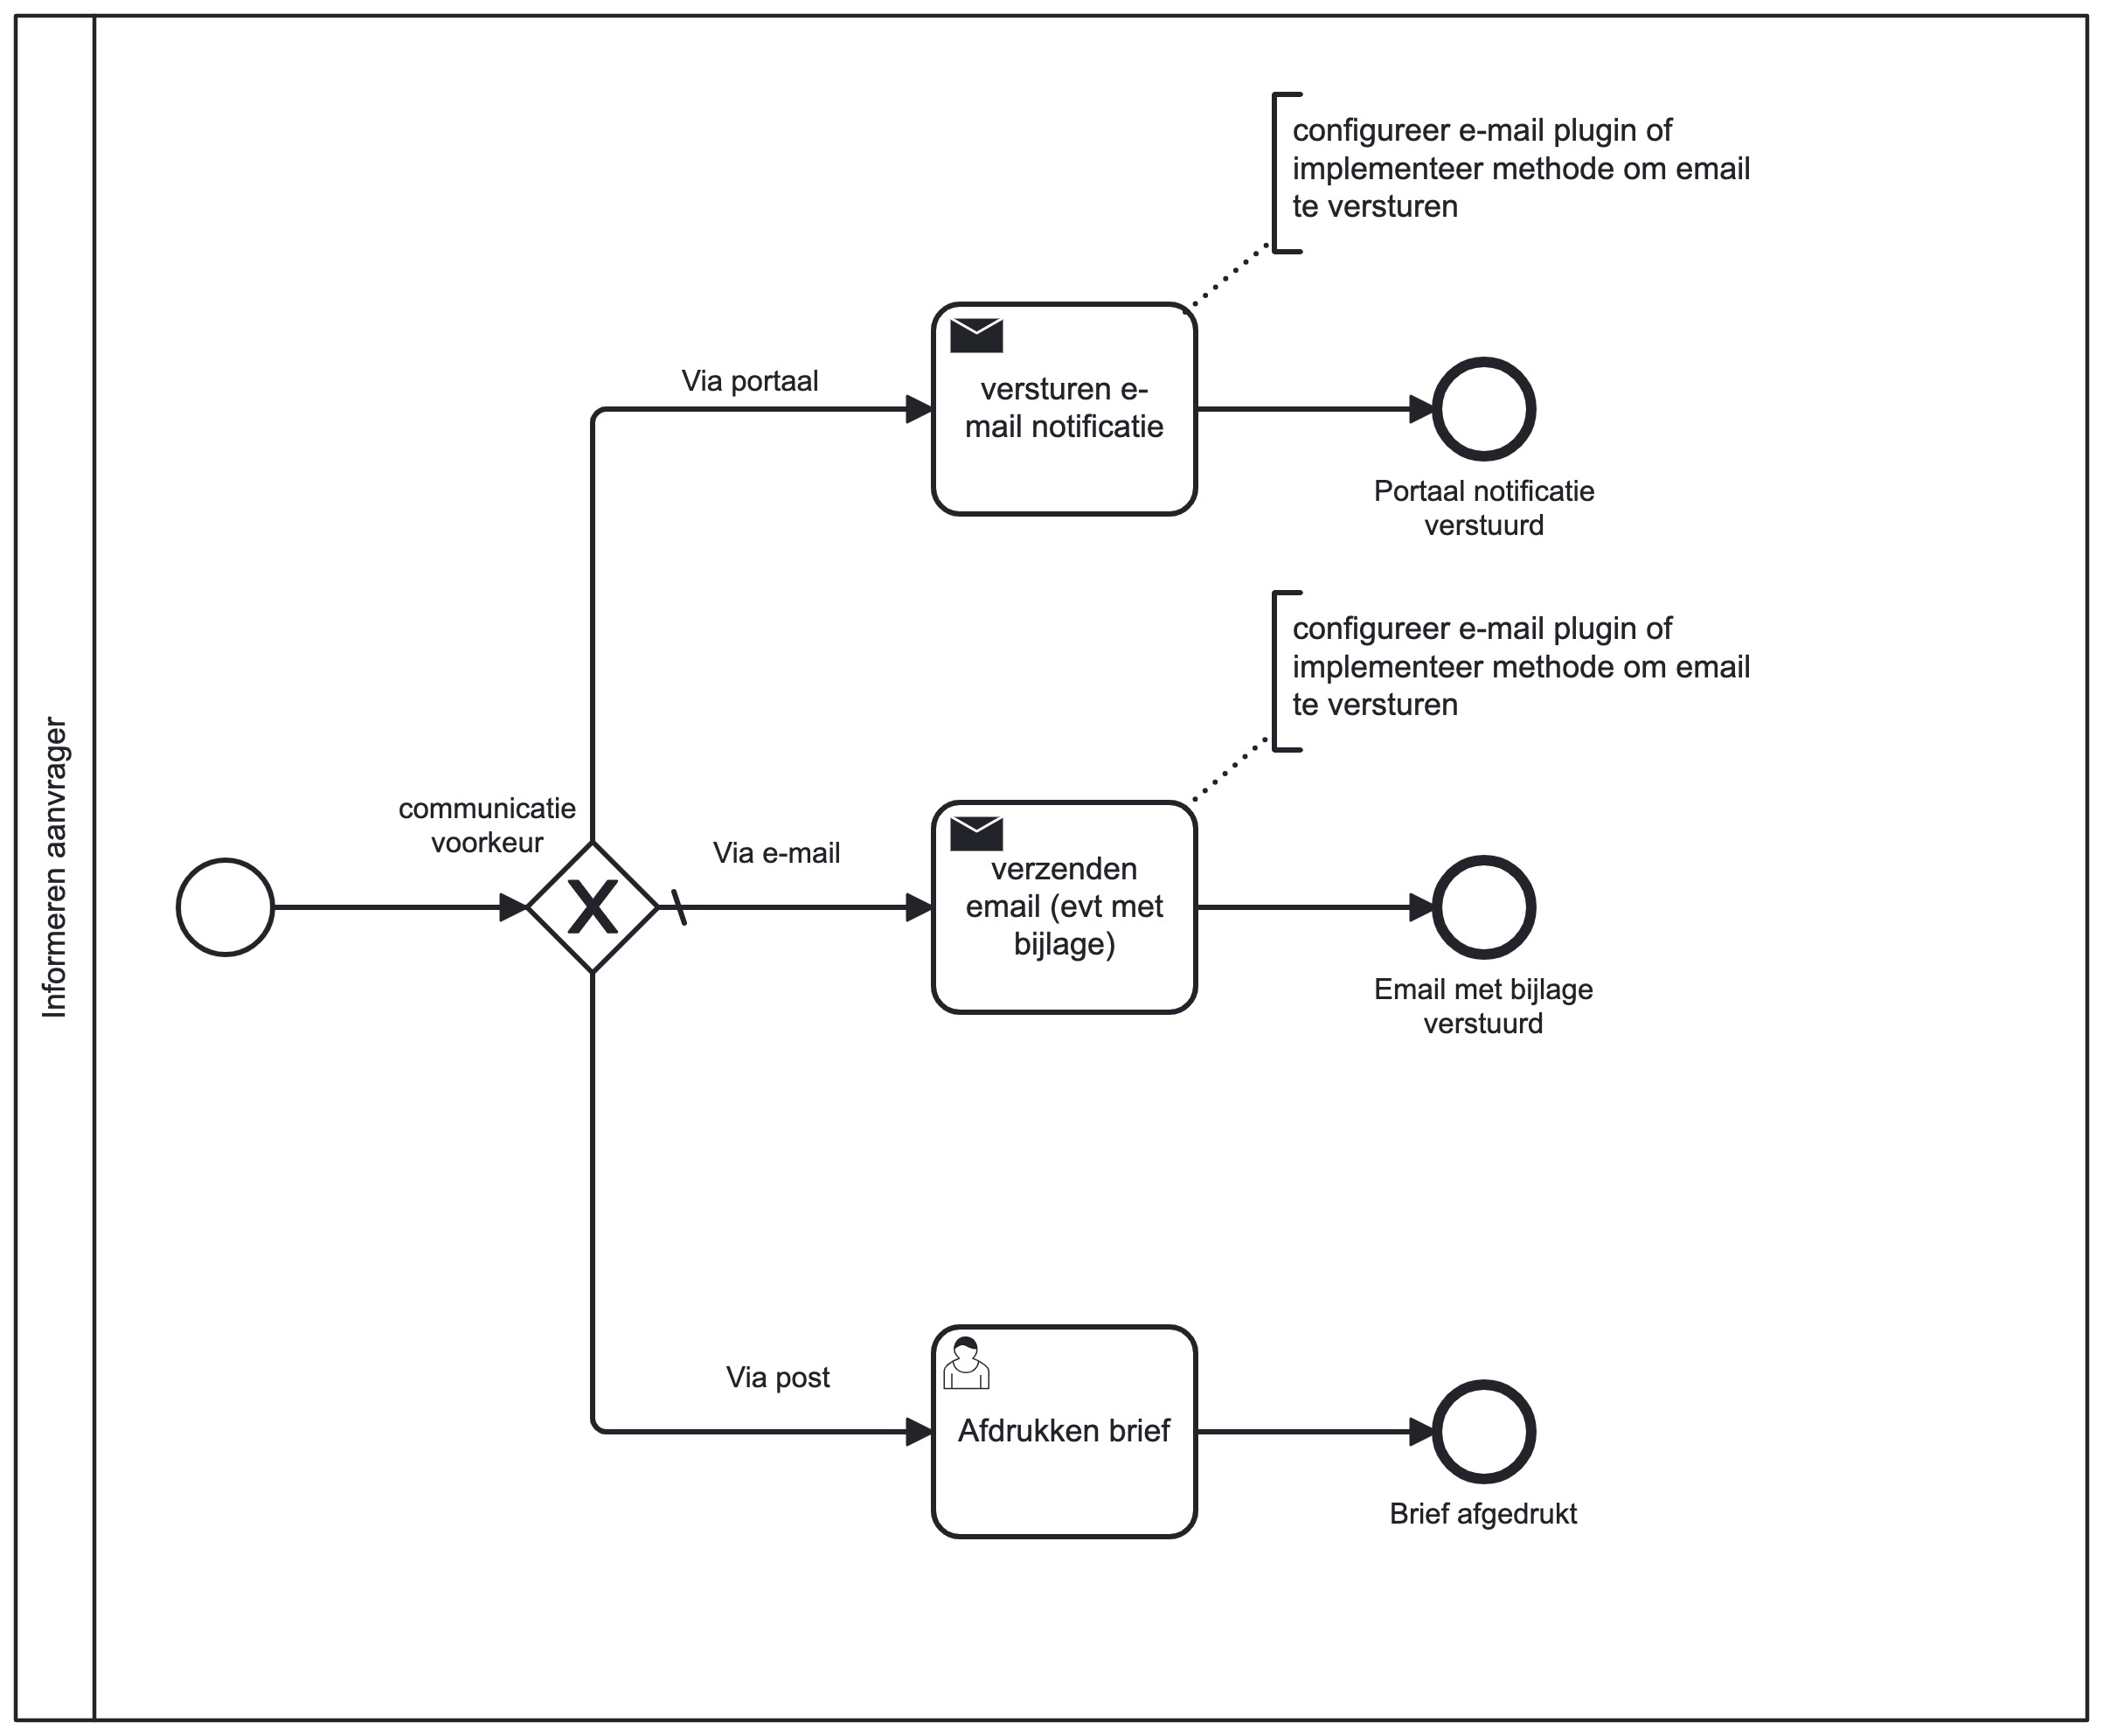 Informeren aanvrager
configureer e-mail plugin of
implementeer methode om email
te versturen
Via portaal
versturen e-
mail notificatie
Portaal notificatie
verstuurd
configureer e-mail plugin of
implementeer methode om email
te versturen
communicatie
voorkeur
Via e-mail
verzenden
email (evt met
bijlage)
Email met bijlage
verstuurd
Via post
Afdrukken brief
Brief afgedrukt